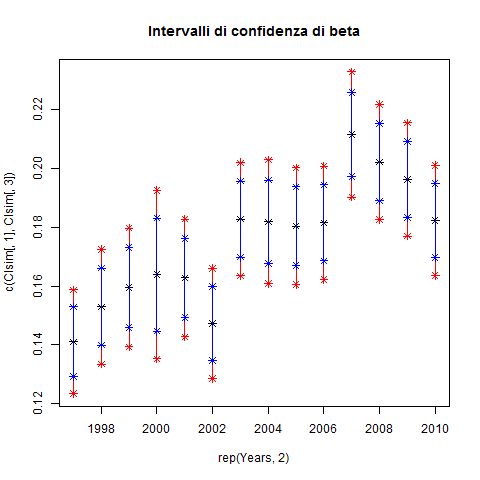 Intervalli di confidenza di beta
c(CIsim[, 1], CIsim[, 3])
0.22
0.20
0.18
0.16
0.14
0.12
1998 2000 2002 2004 2006 2008 2010
rep(Years, 2)